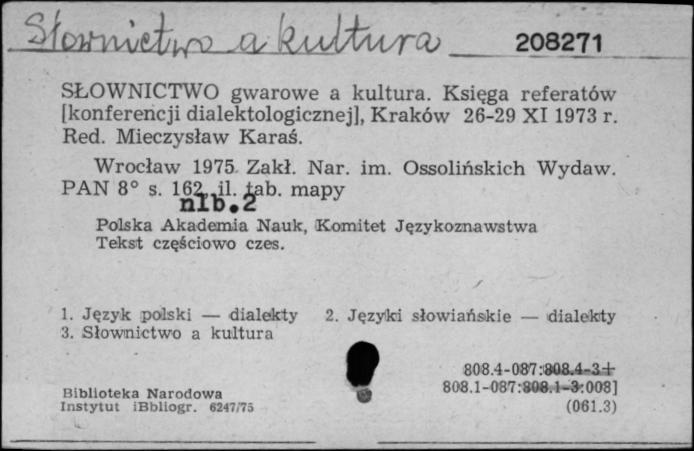 Słownictwo a kultura 208271
SŁOWNICTWO gwarowe a kultura. Księga referatów
[konferencji dialektologicznej], Kraków 26-29 XI 1973 r.
Red. Mieczysław Karaś.
Wrocław 1975 Zakł. Nar. im. Ossolińskich Wydaw.
PAN 8° s. 162, il. tab. mapy
nlb.2
Polska Akademia Nauk, Komitet Językoznawstwa
Tekst częściowo czes.
1. Język polski — dialekty 2. Języki słowiańskie — dialekty
3. Słownictwo a kultura
808.4-087:808.4-3+
808.1-087:808.1-3:008]
(061.3)
Biblioteka Narodowa
Instytut iBbliogr. 6247/75